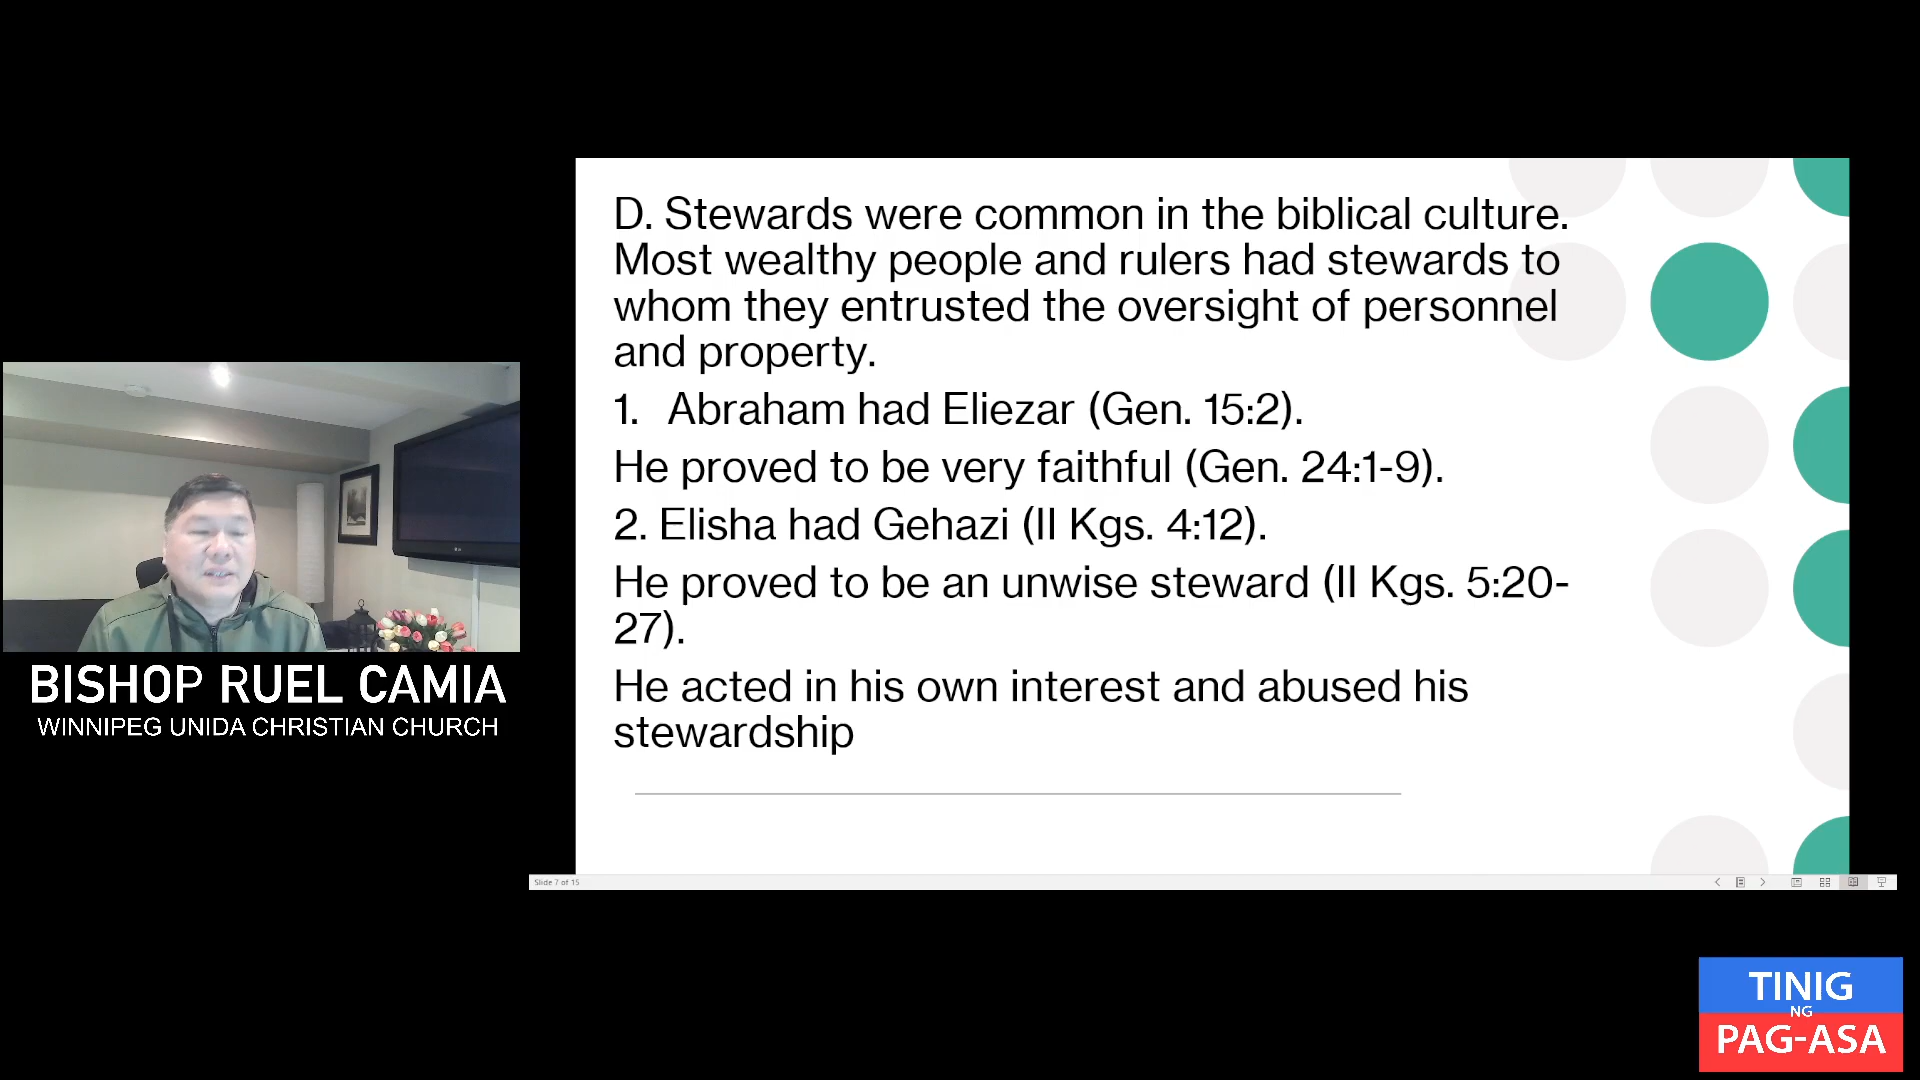 D. Stewards were common in the biblical culture.
Most wealthy people and rulers had stewards to
whom they entrusted the oversight of personnel
and property.
1. Abraham had Eliezar (Gen. 15:2).
He proved to be very faithful (Gen. 24:1-9).
2. Elisha had Gehazi (II Kgs. 4:12).
He proved to be an unwise steward (II Kgs. 5:20-
27).
He acted in his own interest and abused his
stewardship
BISHOP RUEL CAMIA
WINNIPEG UNIDA CHRISTIAN CHURCH
Slide 7 of 15
TINIG
NG
PAG-ASA